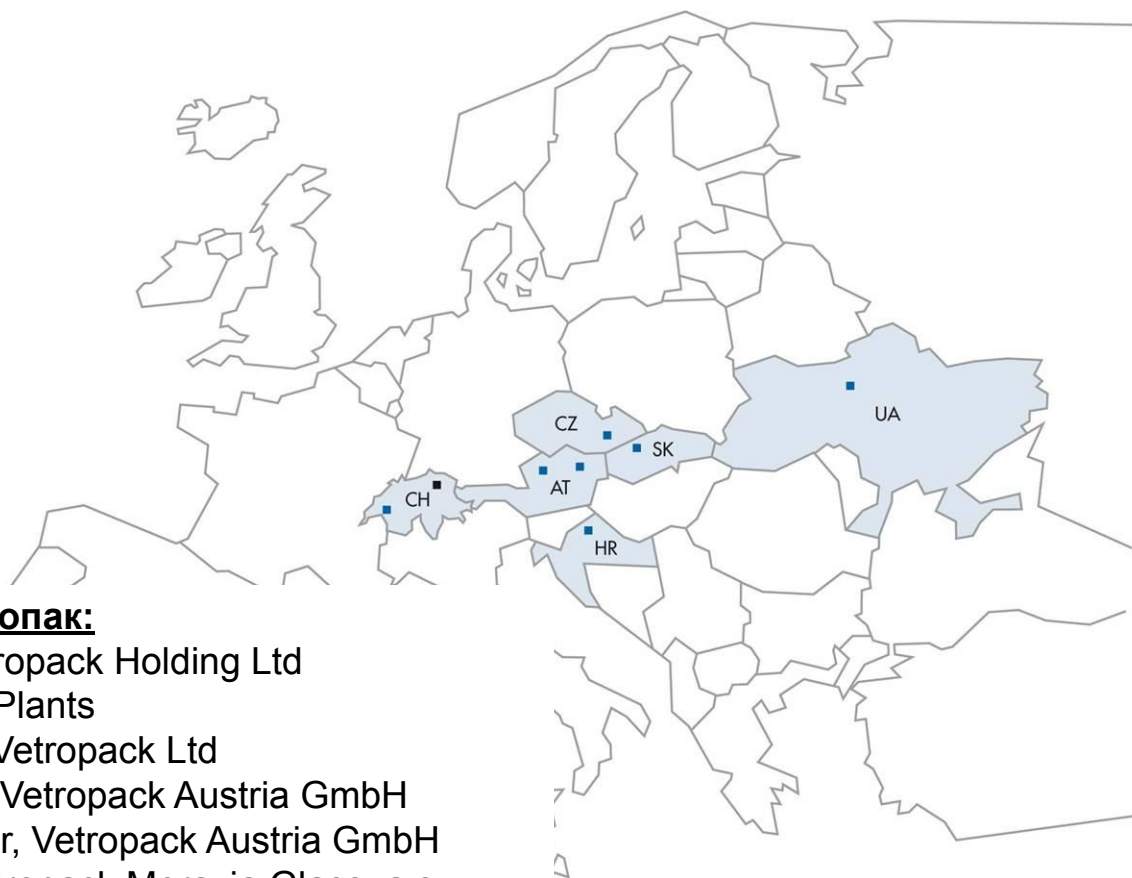 UA
CZ
SK
AT
CH
HR
опак:
ropack Holding Ltd
Plants
Vetropack Ltd
Vetropack Austria GmbH
r, Vetropack Austria GmbH